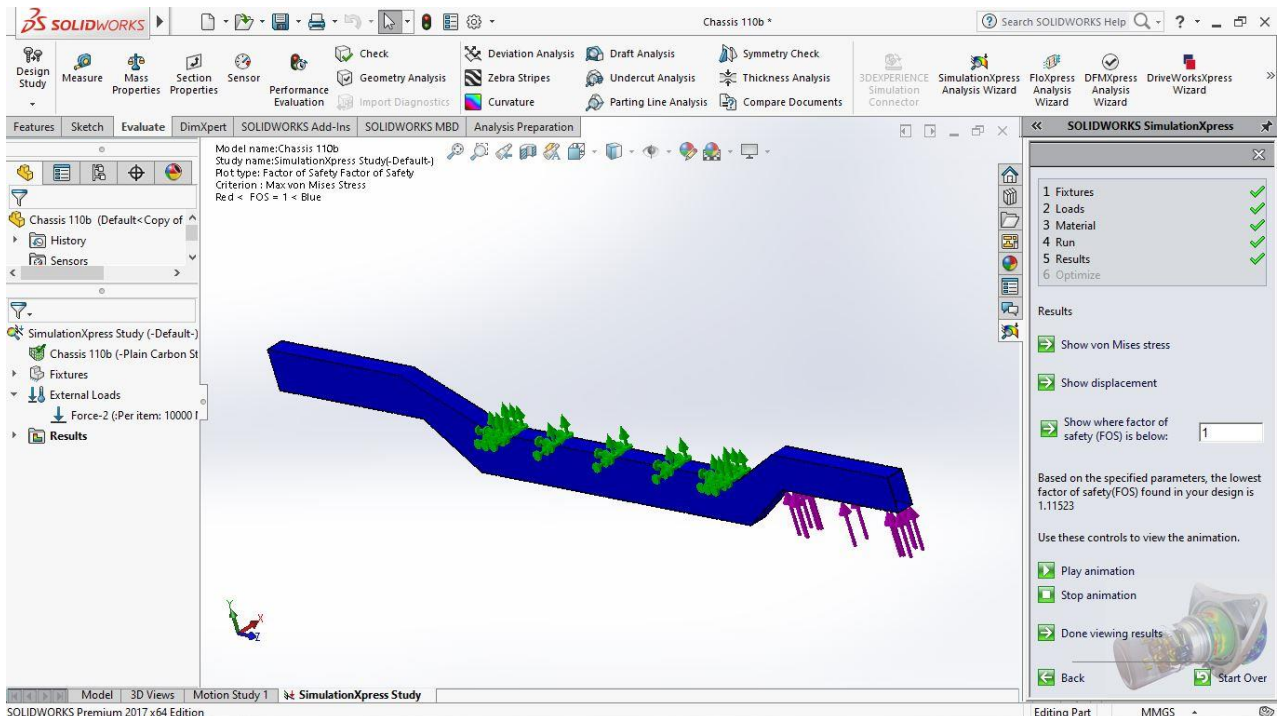 SOLIDWORKS
Chassis 110b *
Search SOLIDWORKS Help
?
Design Study
Measure
Mass Properties
Section Properties
Sensor
Performance Evaluation
Check
Geometry Analysis
Import Diagnostics
Deviation Analysis
Zebra Stripes
Curvature
Draft Analysis
Undercut Analysis
Parting Line Analysis
Symmetry Check
Thickness Analysis
Compare Documents
3DEXPERIENCE Simulation Connector
SimulationXpress Analysis Wizard
FloXpress Analysis Wizard
DFMXpress Analysis Wizard
DriveWorksXpress Wizard
Features Sketch Evaluate DimXpert SOLIDWORKS Add-Ins SOLIDWORKS MBD Analysis Preparation
Chassis 110b (Default<Copy of
History
Sensors
SimulationXpress Study (-Default-)
Chassis 110b (-Plain Carbon St
Fixtures
External Loads
Force-2 (:Per item: 10000
Results
Model name:Chassis 110b
Study name:SimulationXpress Study(-Default-)
Plot type: Factor of Safety Factor of Safety
Criterion : Max von Mises Stress
Red < FOS = 1 < Blue
Y
X
Z
SOLIDWORKS SimulationXpress
1 Fixtures
2 Loads
3 Material
4 Run
5 Results
6 Optimize
Results
Show von Mises stress
Show displacement
Show where factor of
safety (FOS) is below:
1
Based on the specified parameters, the lowest
factor of safety(FOS) found in your design is
1.11523
Use these controls to view the animation.
Play animation
Stop animation
Done viewing results
Back
Start Over
Model 3D Views Motion Study 1 SimulationXpress Study
SOLIDWORKS Premium 2017 x64 Edition
Editing Part
MMGS